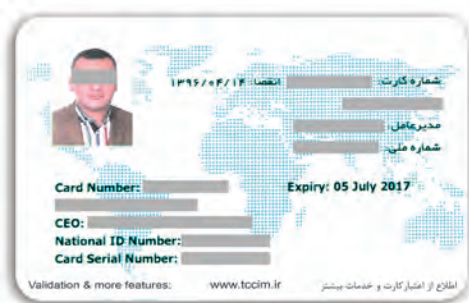 شماره کارت: انقضا: ۱۳۹۶/۰۴/۱۴
مدیرعامل:
شماره ملی:
Card Number: Expiry: 05 July 2017
CEO:
National ID Number:
Card Serial Number:
Validation & more features: www.tccim.ir اطلاع از اعتبار کارت و خدمات بیشتر